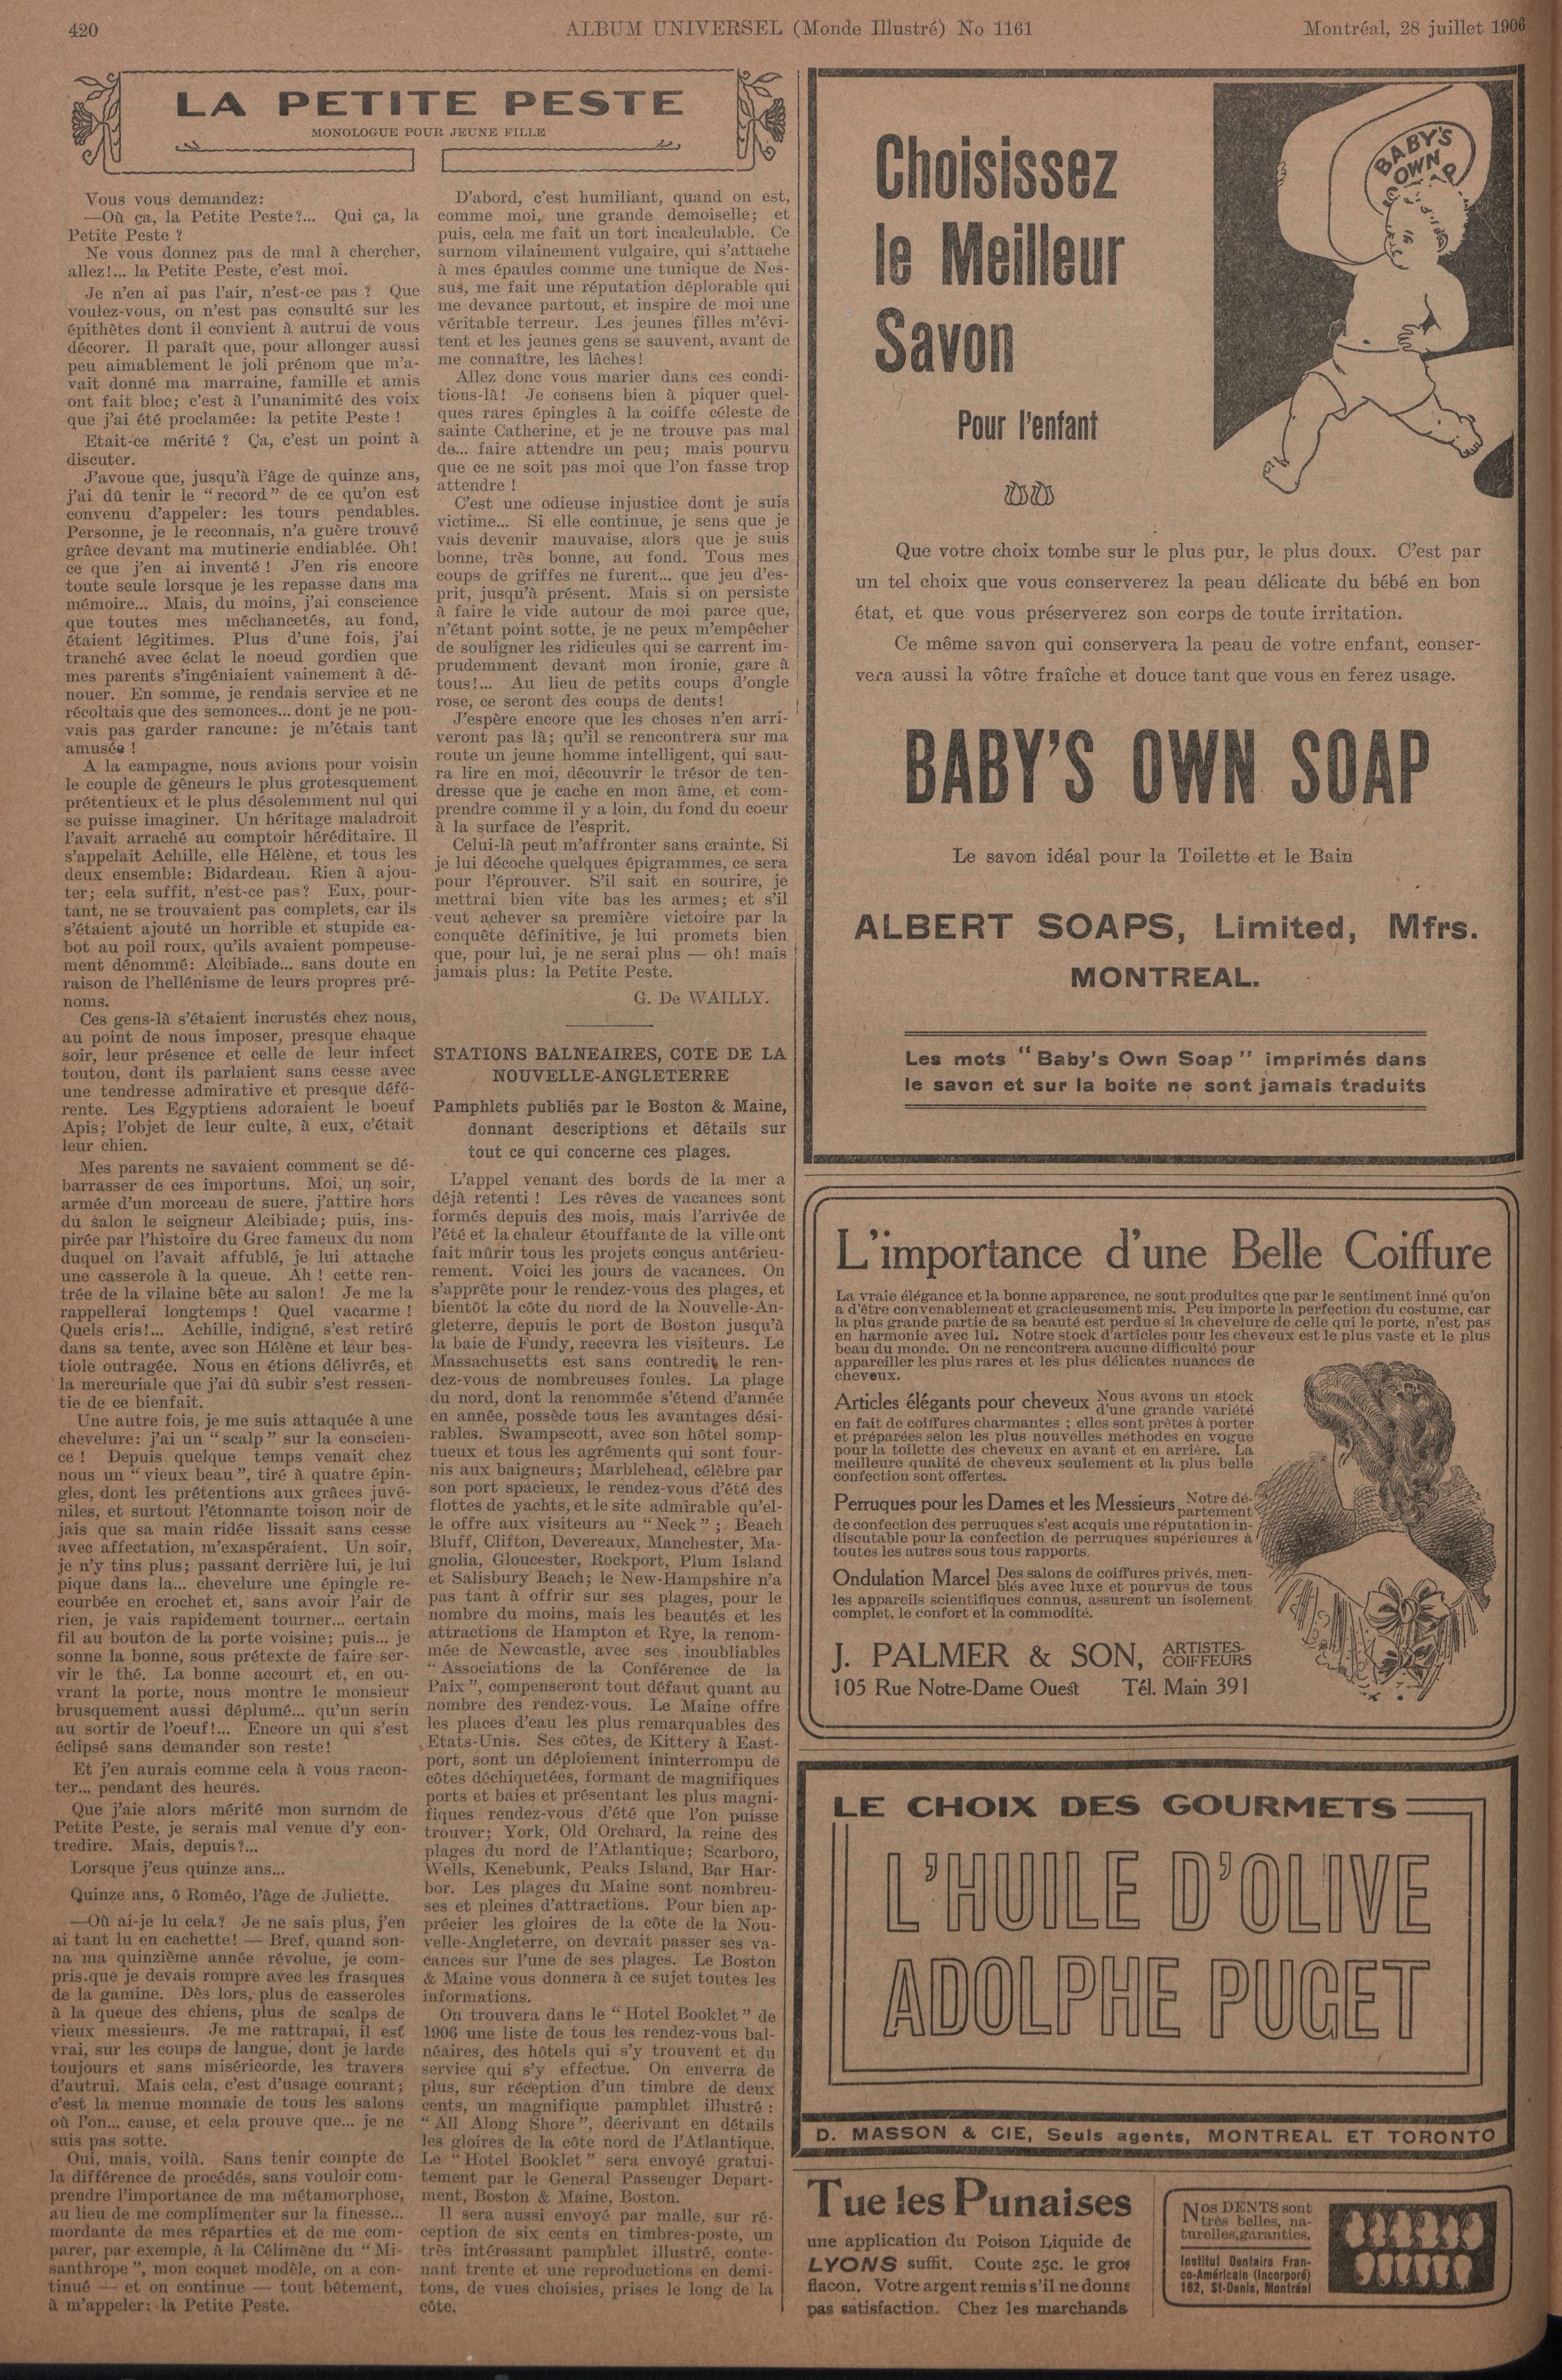 420
ALBUM UNIVERSEL (Monde Illustré) No 1161
Montréal, 28 juillet 1906
LA PETITE PESTE
MONOLOGUE POUR JEUNE FILLE
Vous vous demandez:
—Où ça, la Petite Peste?... Qui ça, la
Petite Peste ?
Ne vous donnez pas de mal à chercher,
allez!... la Petite Peste, c'est moi.
Je n'en ai pas l'air, n'est-ce pas ? Que
voulez-vous, on n'est pas consulté sur les
épithètes dont il convient à autrui de vous
décorer. Il paraît que, pour allonger aussi
peu aimablement le joli prénom que m'a-
vait donné ma marraine, famille et amis
ont fait bloc; c'est à l'unanimité des voix
que j'ai été proclamée: la petite Peste !
Etait-ce mérité ? Ça, c'est un point à
discuter.
J'avoue que, jusqu'à l'âge de quinze ans,
j'ai dû tenir le "record" de ce qu'on est
convenu d'appeler: les tours pendables.
Personne, je le reconnais, n'a guère trouvé
grâce devant ma mutinerie endiablée. Oh!
ce que j'en ai inventé ! J'en ris encore
toute seule lorsque je les repasse dans ma
mémoire... Mais, du moins, j'ai conscience
que toutes mes méchancetés, au fond,
étaient légitimes. Plus d'une fois, j'ai
tranché avec éclat le noeud gordien que
mes parents s'ingéniaient vainement à dé-
nouer. En somme, je rendais service et ne
récoltais que des semonces... dont je ne pou-
vais pas garder rancune: je m'étais tant
amusée !
A la campagne, nous avions pour voisin
le couple de gêneurs le plus grotesquement
prétentieux et le plus désolemment nul qui
se puisse imaginer. Un héritage maladroit
l'avait arraché au comptoir héréditaire. Il
s'appelait Achille, elle Hélène, et tous les
deux ensemble: Bidardeau. Rien à ajou-
ter; cela suffit, n'est-ce pas? Eux, pour-
tant, ne se trouvaient pas complets, car ils
s'étaient ajouté un horrible et stupide ca-
bot au poil roux, qu'ils avaient pompeuse-
ment dénommé: Alcibiade... sans doute en
raison de l'hellénisme de leurs propres pré-
noms.
Ces gens-là s'étaient incrustés chez nous,
au point de nous imposer, presque chaque
soir, leur présence et celle de leur infect
toutou, dont ils parlaient sans cesse avec
une tendresse admirative et presque défé-
rente. Les Egyptiens adoraient le boeuf
Apis; l'objet de leur culte, à eux, c'était
leur chien.
Mes parents ne savaient comment se dé-
barrasser de ces importuns. Moi, un soir,
armée d'un morceau de sucre, j'attire hors
du salon le seigneur Alcibiade; puis, ins-
pirée par l'histoire du Grec fameux du nom
duquel on l'avait affublé, je lui attache
une casserole à la queue. Ah ! cette ren-
trée de la vilaine bête au salon! Je me la
rappellerai longtemps ! Quel vacarme !
Quels cris!... Achille, indigné, s'est retiré
dans sa tente, avec son Hélène et leur bes-
tiole outragée. Nous en étions délivrés, et
la mercuriale que j'ai dû subir s'est ressen-
tie de ce bienfait.
Une autre fois, je me suis attaquée à une
chevelure: j'ai un "scalp" sur la conscien-
ce ! Depuis quelque temps venait chez
nous un "vieux beau", tiré à quatre épin-
gles, dont les prétentions aux grâces juvé-
niles, et surtout l'étonnante toison noir de
jais que sa main ridée lissait sans cesse
avec affectation, m'exaspéraient. Un soir,
je n'y tins plus; passant derrière lui, je lui
pique dans la... chevelure une épingle re-
courbée en crochet et, sans avoir l'air de
rien, je vais rapidement tourner... certain
fil au bouton de la porte voisine; puis... je
sonne la bonne, sous prétexte de faire ser-
vir le thé. La bonne accourt et, en ou-
vrant la porte, nous montre le monsieur
brusquement aussi déplumé... qu'un serin
au sortir de l'oeuf!... Encore un qui s'est
éclipsé sans demander son reste!
Et j'en aurais comme cela à vous racon-
ter... pendant des heures.
Que j'aie alors mérité mon surnom de
Petite Peste, je serais mal venue d'y con-
tredire. Mais, depuis?...
Lorsque j'eus quinze ans...
Quinze ans, ô Roméo, l'âge de Juliette.
—Où ai-je lu cela? Je ne sais plus, j'en
ai tant lu en cachette! — Bref, quand son-
na ma quinzième année révolue, je com-
pris que je devais rompre avec les frasques
de la gamine. Dès lors, plus de casseroles
à la queue des chiens, plus de scalps de
vieux messieurs. Je me rattrapai, il est
vrai, sur les coups de langue, dont je larde
toujours et sans miséricorde, les travers
d'autrui. Mais cela, c'est d'usage courant;
c'est la menue monnaie de tous les salons
où l'on... cause, et cela prouve que... je ne
suis pas sotte.
Oui, mais, voilà. Sans tenir compte de
la différence de procédés, sans vouloir com-
prendre l'importance de ma métamorphose,
au lieu de me complimenter sur la finesse...
mordante de mes réparties et de me com-
parer, par exemple, à la Célimène du "Mi-
santhrope", mon coquet modèle, on a con-
tinué — et on continue — tout bêtement,
à m'appeler: la Petite Peste.
D'abord, c'est humiliant, quand on est,
comme moi, une grande demoiselle; et
puis, cela me fait un tort incalculable. Ce
surnom vilainement vulgaire, qui s'attache
à mes épaules comme une tunique de Nes-
sus, me fait une réputation déplorable qui
me devance partout, et inspire de moi une
véritable terreur. Les jeunes filles m'évi-
tent et les jeunes gens se sauvent, avant de
me connaître, les lâches!
Allez donc vous marier dans ces condi-
tions-là! Je consens bien à piquer quel-
ques rares épingles à la coiffe céleste de
sainte Catherine, et je ne trouve pas mal
de... faire attendre un peu; mais pourvu
que ce ne soit pas moi que l'on fasse trop
attendre !
C'est une odieuse injustice dont je suis
victime... Si elle continue, je sens que je
vais devenir mauvaise, alors que je suis
bonne, très bonne, au fond. Tous mes
coups de griffes ne furent... que jeu d'es-
prit, jusqu'à présent. Mais si on persiste
à faire le vide autour de moi parce que,
n'étant point sotte, je ne peux m'empêcher
de souligner les ridicules qui se carrent im-
prudemment devant mon ironie, gare à
tous!... Au lieu de petits coups d'ongle
rose, ce seront des coups de dents!
J'espère encore que les choses n'en arri-
veront pas là; qu'il se rencontrera sur ma
route un jeune homme intelligent, qui sau-
ra lire en moi, découvrir le trésor de ten-
dresse que je cache en mon âme, et com-
prendre comme il y a loin, du fond du coeur
à la surface de l'esprit.
Celui-là peut m'affronter sans crainte. Si
je lui décoche quelques épigrammes, ce sera
pour l'éprouver. S'il sait en sourire, je
mettrai bien vite bas les armes; et s'il
veut achever sa première victoire par la
conquête définitive, je lui promets bien
que, pour lui, je ne serai plus — oh! mais
jamais plus: la Petite Peste.
G. De WAILLY.
STATIONS BALNEAIRES, COTE DE LA
NOUVELLE-ANGLETERRE
Pamphlets publiés par le Boston & Maine,
donnant descriptions et détails sur
tout ce qui concerne ces plages.
L'appel venant des bords de la mer a
déjà retenti ! Les rêves de vacances sont
formés depuis des mois, mais l'arrivée de
l'été et la chaleur étouffante de la ville ont
fait mûrir tous les projets conçus antérieu-
rement. Voici les jours de vacances. On
s'apprête pour le rendez-vous des plages, et
bientôt la côte du nord de la Nouvelle-An-
gleterre, depuis le port de Boston jusqu'à
la baie de Fundy, recevra les visiteurs. Le
Massachusetts est sans contredit le ren-
dez-vous de nombreuses foules. La plage
du nord, dont la renommée s'étend d'année
en année, possède tous les avantages dési-
rables. Swampscott, avec son hôtel somp-
tueux et tous les agréments qui sont four-
nis aux baigneurs; Marblehead, célèbre par
son port spacieux, le rendez-vous d'été des
flottes de yachts, et le site admirable qu'el-
le offre aux visiteurs au "Neck"; Beach
Bluff, Clifton, Devereaux, Manchester, Ma-
gnolia, Gloucester, Rockport, Plum Island
et Salisbury Beach; le New-Hampshire n'a
pas tant à offrir sur ses plages, pour le
nombre du moins, mais les beautés et les
attractions de Hampton et Rye, la renom-
mée de Newcastle, avec ses inoubliables
"Associations de la Conférence de la
Paix", compenseront tout défaut quant au
nombre des rendez-vous. Le Maine offre
les places d'eau les plus remarquables des
Etats-Unis. Ses côtes, de Kittery à East-
port, sont un déploiement ininterrompu de
côtes déchiquetées, formant de magnifiques
ports et baies et présentant les plus magni-
fiques rendez-vous d'été que l'on puisse
trouver; York, Old Orchard, la reine des
plages du nord de l'Atlantique; Scarboro,
Wells, Kenebunk, Peaks Island, Bar Har-
bor. Les plages du Maine sont nombreu-
ses et pleines d'attractions. Pour bien ap-
précier les gloires de la côte de la Nou-
velle-Angleterre, on devrait passer ses va-
cances sur l'une de ses plages. Le Boston
& Maine vous donnera à ce sujet toutes les
informations.
On trouvera dans le "Hotel Booklet" de
1906 une liste de tous les rendez-vous bal-
néaires, des hôtels qui s'y trouvent et du
service qui s'y effectue. On enverra de
plus, sur réception d'un timbre de deux
cents, un magnifique pamphlet illustré :
"All Along Shore", décrivant en détails
les gloires de la côte nord de l'Atlantique.
Le "Hotel Booklet" sera envoyé gratui-
tement par le General Passenger Depart-
ment, Boston & Maine, Boston.
Il sera aussi envoyé par malle, sur ré-
ception de six cents en timbres-poste, un
très intéressant pamphlet illustré, conte-
nant trente et une reproductions en demi-
tons, de vues choisies, prises le long de la
côte.
BABY'S
OWN
Choisissez
le Meilleur
Savon
Pour l'enfant
Que votre choix tombe sur le plus pur, le plus doux. C'est par
un tel choix que vous conserverez la peau délicate du bébé en bon
état, et que vous préserverez son corps de toute irritation.
Ce même savon qui conservera la peau de votre enfant, conser-
vera aussi la vôtre fraîche et douce tant que vous en ferez usage.
BABY'S OWN SOAP
Le savon idéal pour la Toilette et le Bain
ALBERT SOAPS, Limited, Mfrs.
MONTREAL.
Les mots "Baby's Own Soap" imprimés dans
le savon et sur la boite ne sont jamais traduits
L'importance d'une Belle Coiffure
La vraie élégance et la bonne apparence, ne sont produites que par le sentiment inné qu'on
a d'être convenablement et gracieusement mis. Peu importe la perfection du costume, car
la plus grande partie de sa beauté est perdue si la chevelure de celle qui le porte, n'est pas
en harmonie avec lui. Notre stock d'articles pour les cheveux est le plus vaste et le plus
beau du monde. On ne rencontrera aucune difficulté pour
appareiller les plus rares et les plus délicates nuances de
cheveux.
Articles élégants pour cheveux Nous avons un stock
d'une grande variété
en fait de coiffures charmantes ; elles sont prêtes à porter
et préparées selon les plus nouvelles méthodes en vogue
pour la toilette des cheveux en avant et en arrière. La
meilleure qualité de cheveux seulement et la plus belle
confection sont offertes.
Perruques pour les Dames et les Messieurs Notre dé-
partement
de confection des perruques s'est acquis une réputation in-
discutable pour la confection de perruques supérieures à
toutes les autres sous tous rapports.
Ondulation Marcel Des salons de coiffures privés, meu-
blés avec luxe et pourvus de tous
les appareils scientifiques connus, assurent un isolement
complet, le confort et la commodité.
J. PALMER & SON, ARTISTES-
COIFFEURS
105 Rue Notre-Dame Ouest Tél. Main 391
LE CHOIX DES GOURMETS
L'HUILE D'OLIVE
ADOLPHE PUGET
D. MASSON & CIE, Seuls agents, MONTREAL ET TORONTO
Tue les Punaises
une application du Poison Liquide de
LYONS suffit. Coute 25c. le gros
flacon. Votre argent remis s'il ne donne
pas satisfaction. Chez les marchands
Nos DENTS sont
très belles, na-
turelles, garanties.
Institut Dentaire Fran-
co-Américain (Incorporé)
162, St-Denis, Montréal